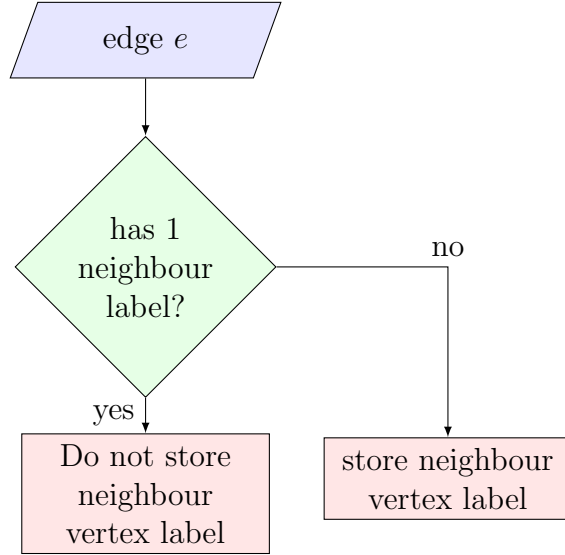 edge e
has 1
neighbour
label?
no
yes
Do not store
neighbour
vertex label
store neighbour
vertex label